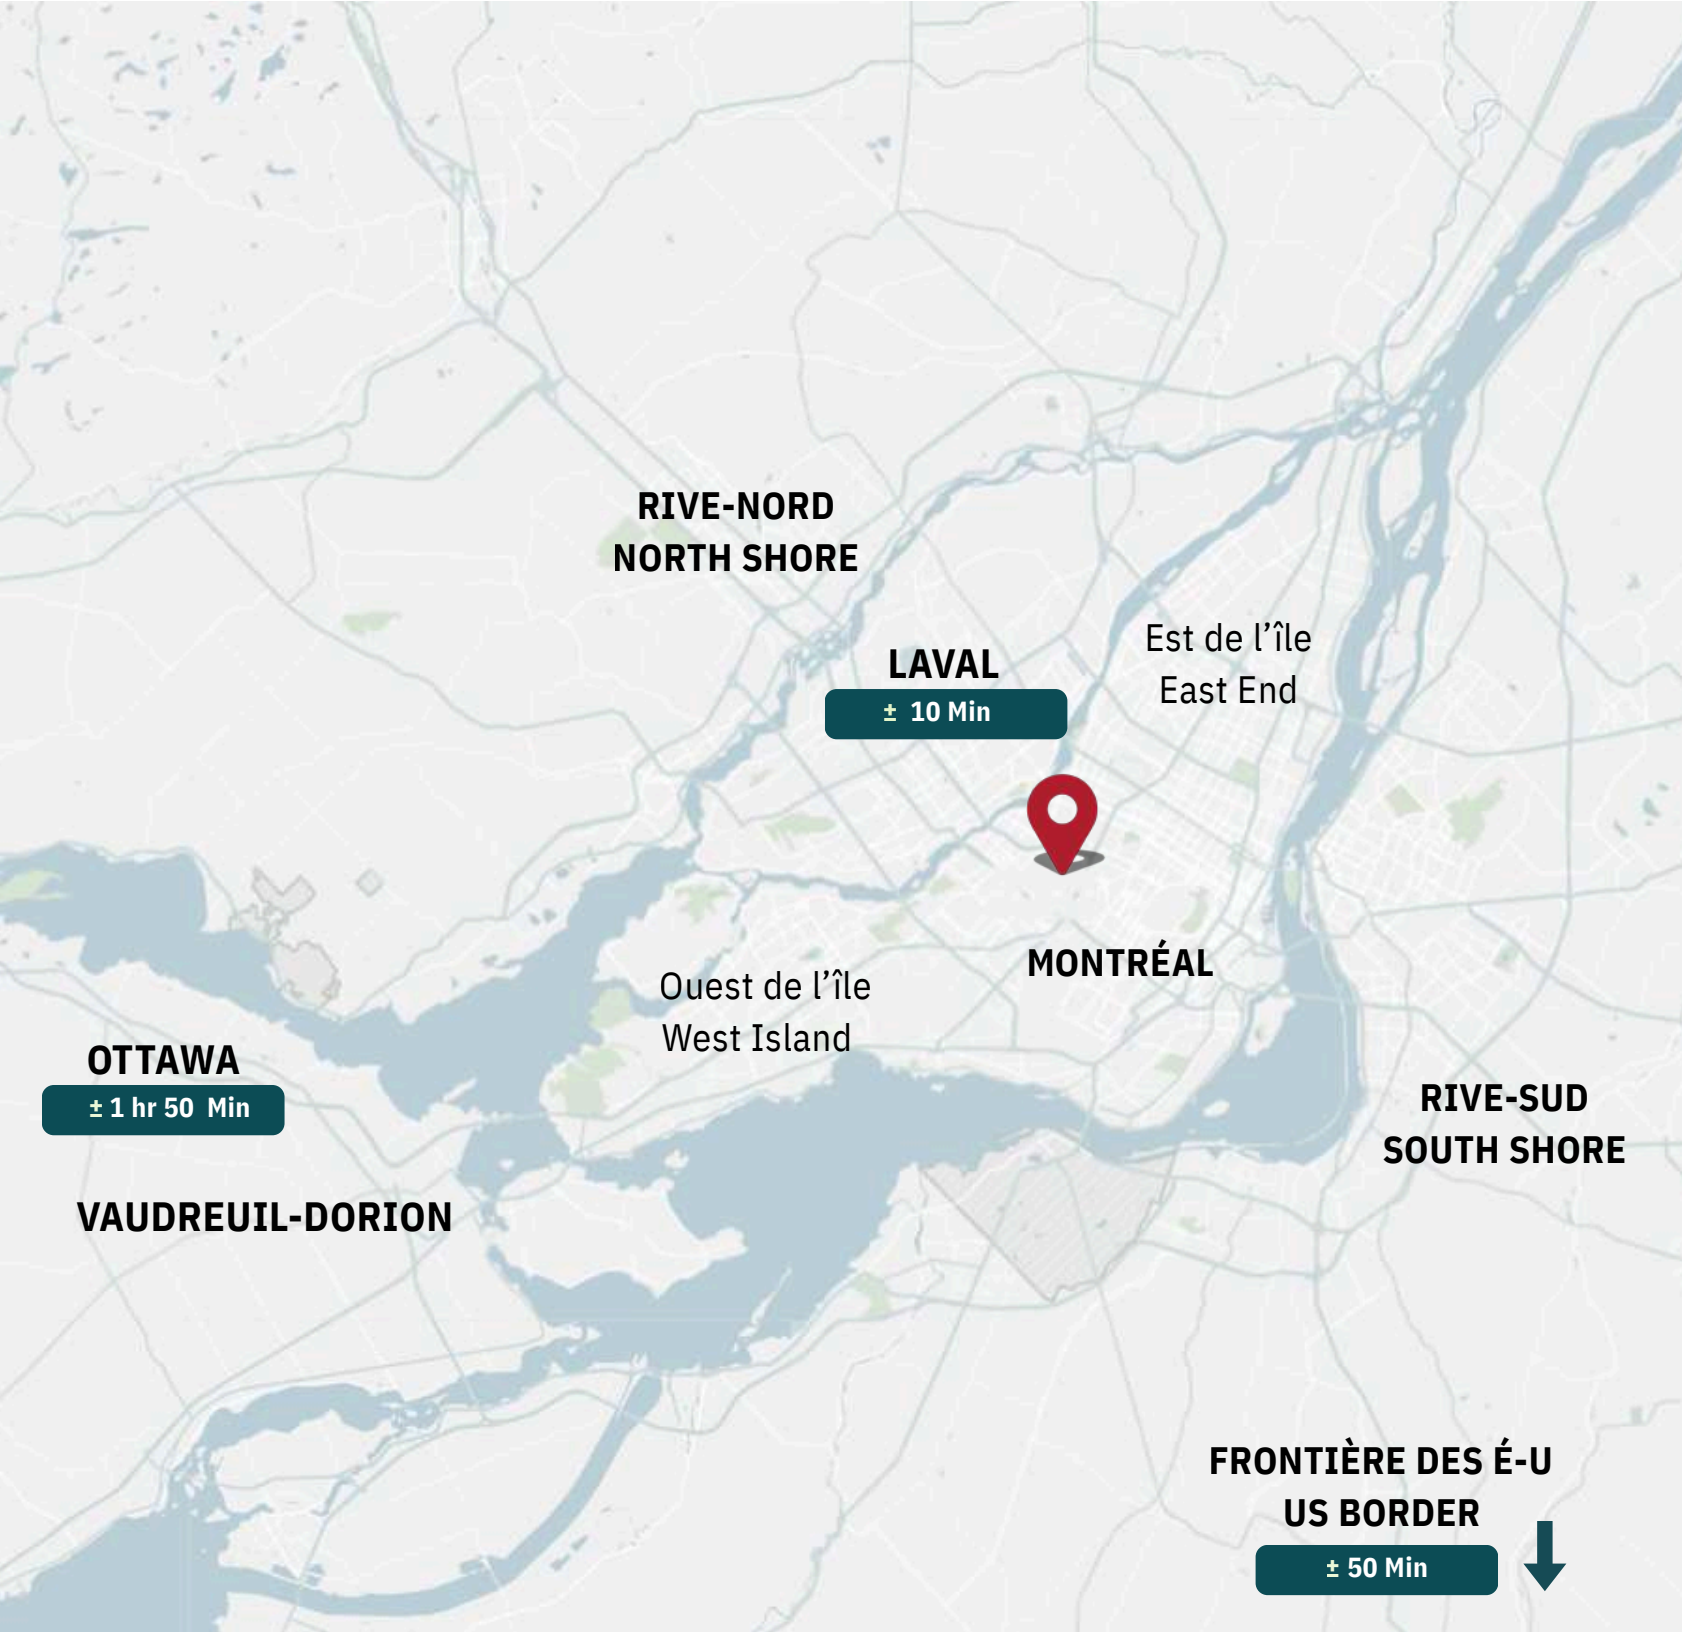 RIVE-NORD
NORTH SHORE
LAVAL
± 10 Min
Est de l’île
East End
MONTRÉAL
Ouest de l’île
West Island
OTTAWA
± 1 hr 50 Min
VAUDREUIL-DORION
RIVE-SUD
SOUTH SHORE
FRONTIÈRE DES É-U
US BORDER
± 50 Min